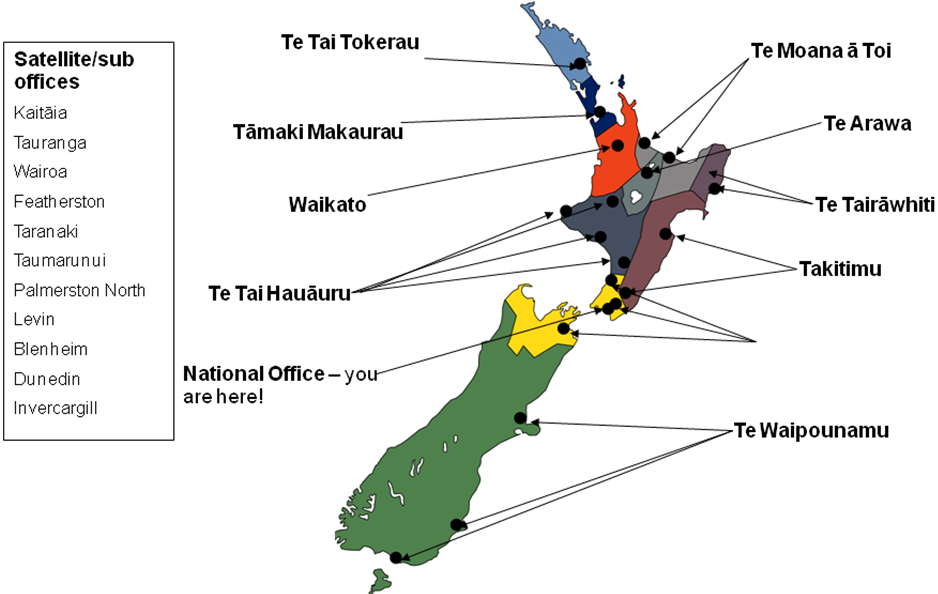 Satellite/sub
offices
Kaitāia
Tauranga
Wairoa
Featherston
Taranaki
Taumarunui
Palmerston North
Levin
Blenheim
Dunedin
Invercargill
Te Tai Tokerau
Te Moana ā Toi
Tāmaki Makaurau
Te Arawa
Waikato
Te Tairāwhiti
Te Tai Hauāuru
Takitimu
National Office – you
are here!
Te Waipounamu